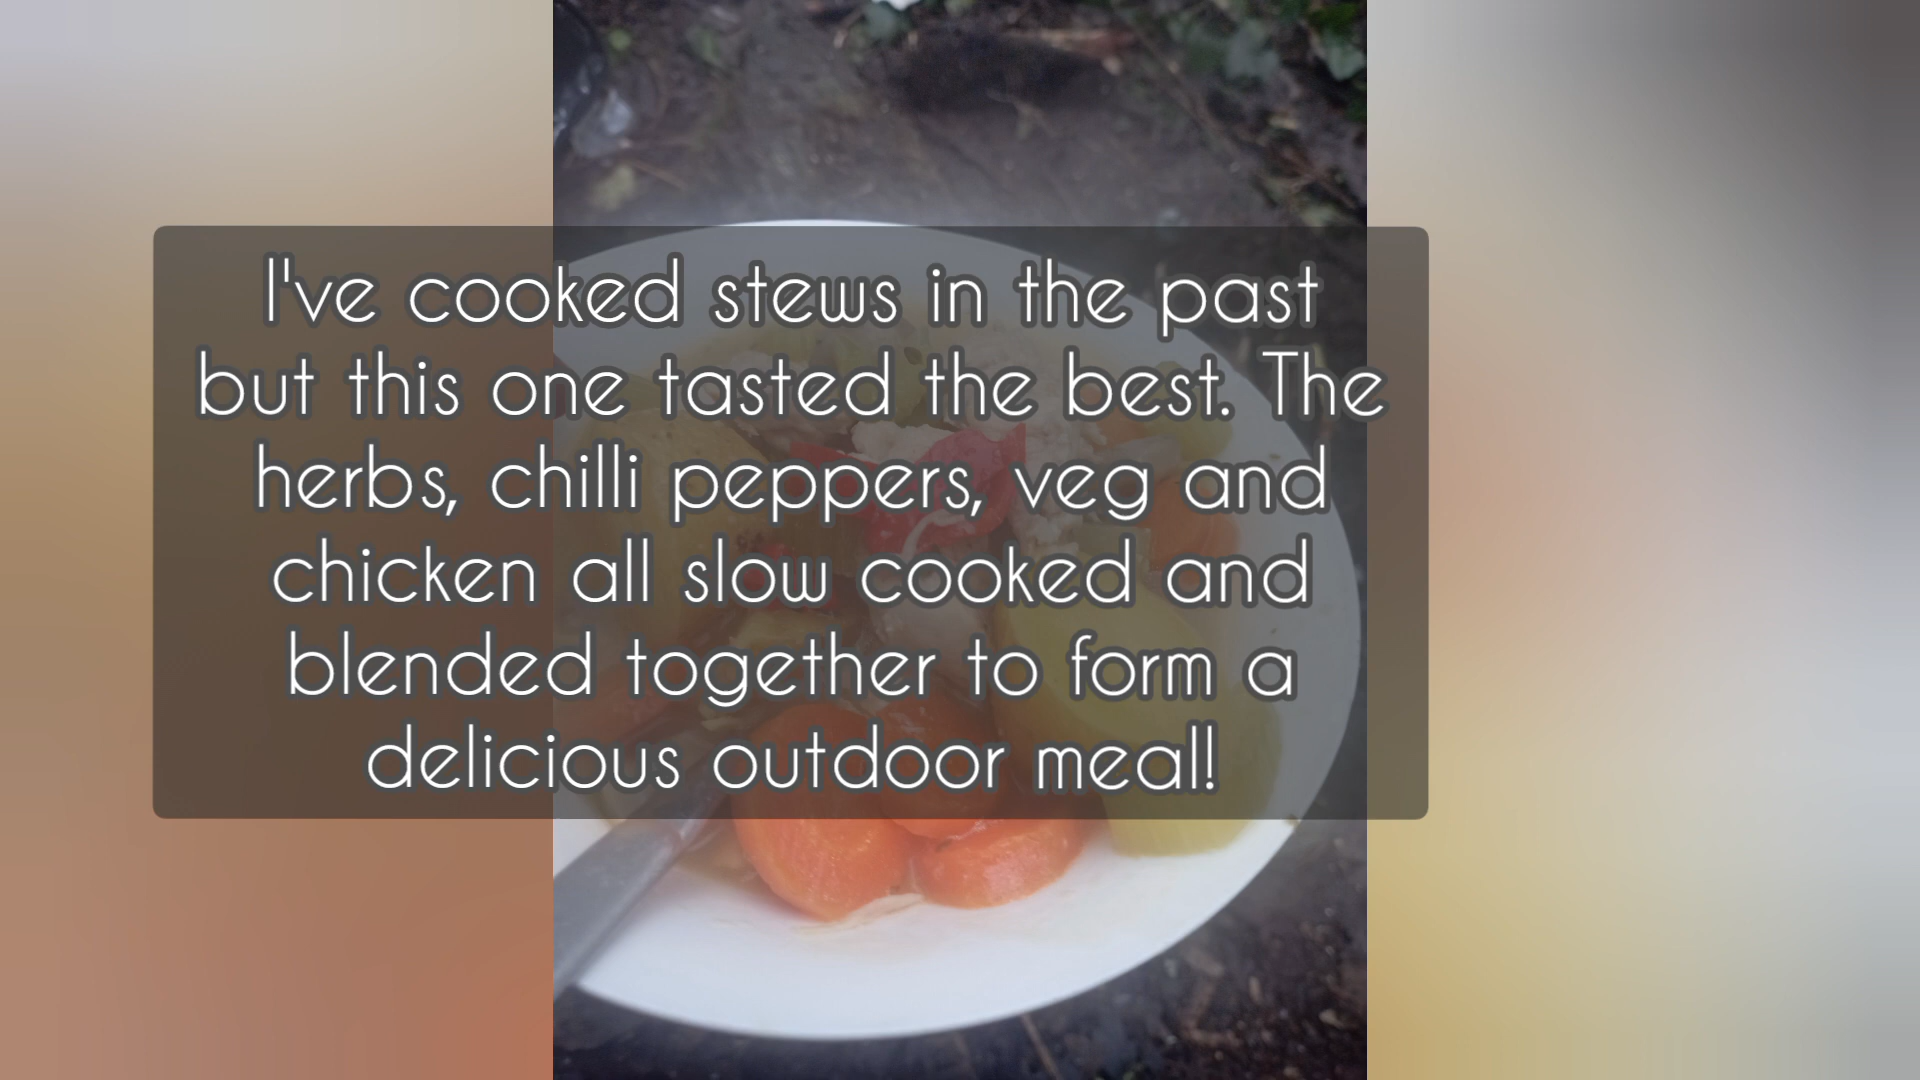 I've cooked stews in the past
but this one tasted the best. The
herbs, chilli peppers, veg and
chicken all slow cooked and
blended together to form a
delicious outdoor meal!